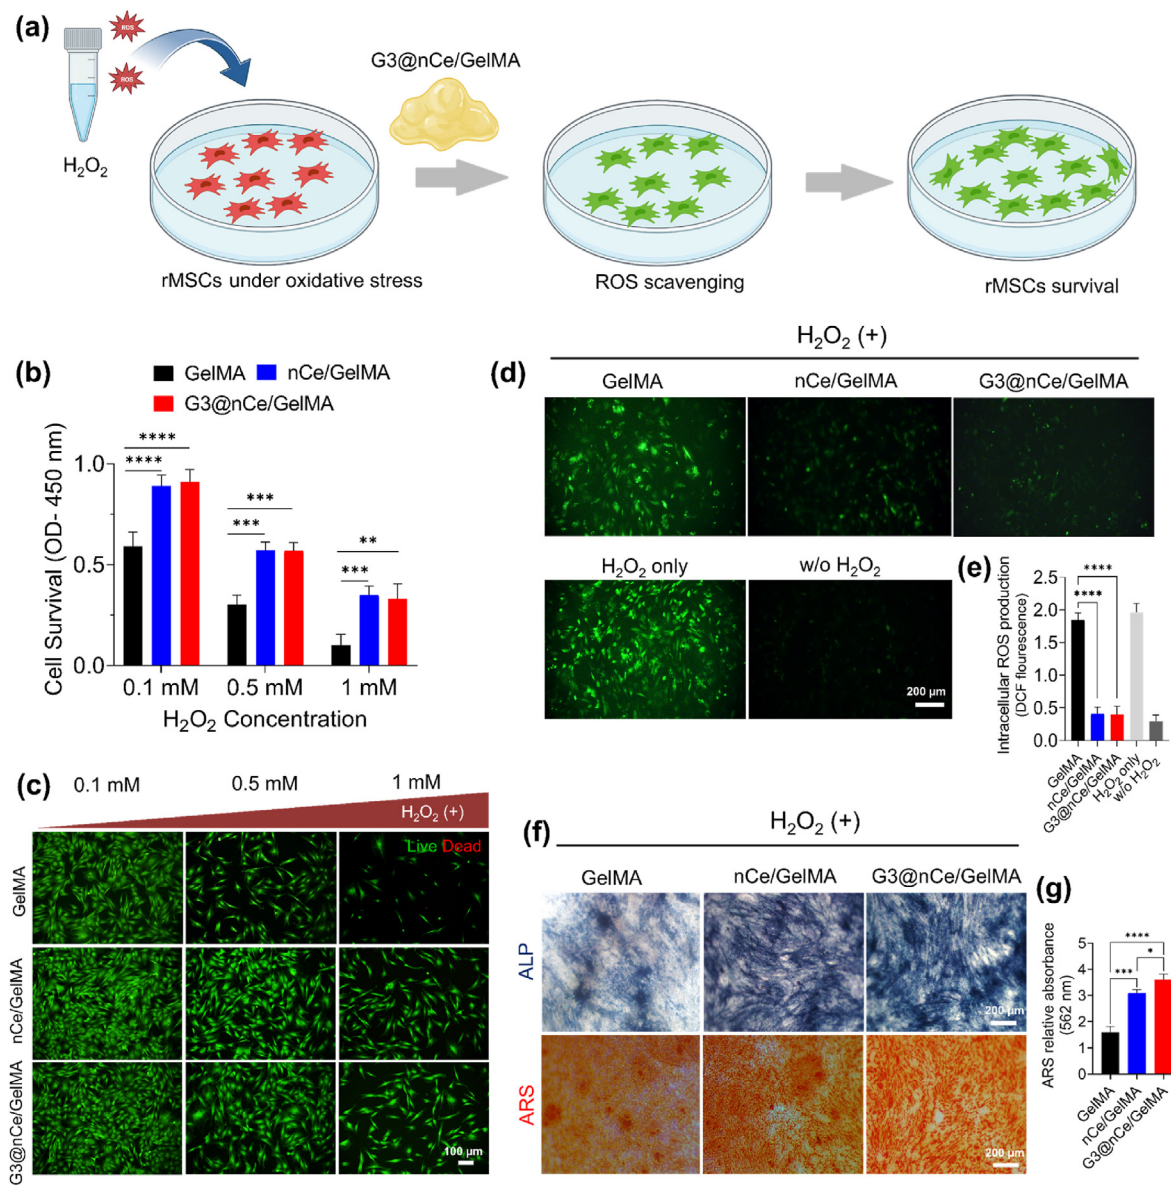 (a)
ROS
ROS
H₂O₂
G3@nCe/GelMA
rMSCs under oxidative stress
ROS scavenging
rMSCs survival
(b)
GelMA
nCe/GelMA
G3@nCe/GelMA
Cell Survival (OD- 450 nm)
1.0
0.5
0.0
****
****
***
***
**
***
0.1 mM
0.5 mM
1 mM
H₂O₂ Concentration
(c)
0.1 mM
0.5 mM
1 mM
H₂O₂ (+)
Live Dead
GelMA
nCe/GelMA
G3@nCe/GelMA
100 µm
(d)
H₂O₂ (+)
GelMA
nCe/GelMA
G3@nCe/GelMA
H₂O₂ only
w/o H₂O₂
200 µm
(e)
Intracellular ROS production
(DCF flourescence)
2.5
2.0
1.5
1.0
0.5
0.0
****
****
GelMA
nCe/GelMA
G3@nCe/GelMA
H₂O₂ only
w/o H₂O₂
(f)
H₂O₂ (+)
GelMA
nCe/GelMA
G3@nCe/GelMA
ALP
200 µm
ARS
200 µm
(g)
ARS relative absorbance
(562 nm)
5
4
3
2
1
0
****
*
***
GelMA
nCe/GelMA
G3@nCe/GelMA